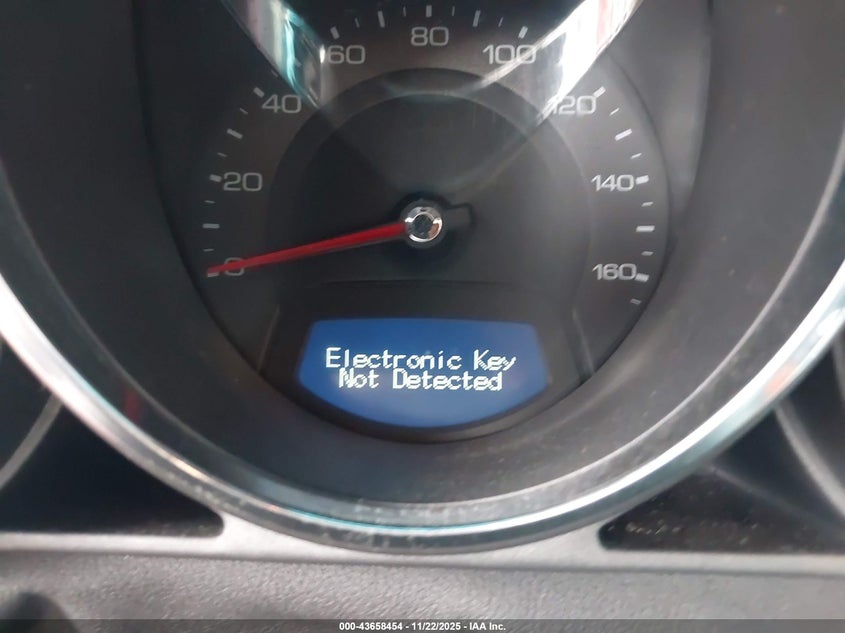 60 80 100
40 120
20 140
0 160
Electronic Key
Not Detected
000-43658454 - 11/22/2025 - IAA Inc.